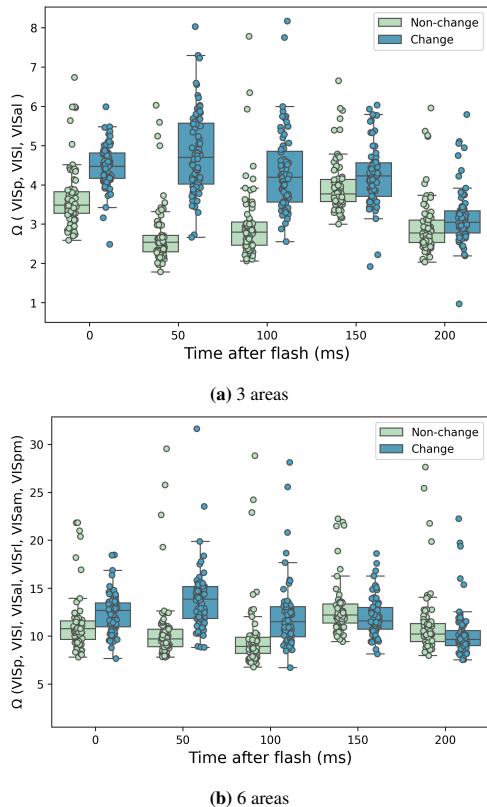 Non-change
Change
8
7
6
5
4
3
2
1
Ω ( VISp, VISl, VISal )
0
50
100
150
200
Time after flash (ms)
(a) 3 areas
Non-change
Change
30
25
20
15
10
5
Ω (VISp, VISl, VISal, VISrl, VISam, VISpm)
0
50
100
150
200
Time after flash (ms)
(b) 6 areas